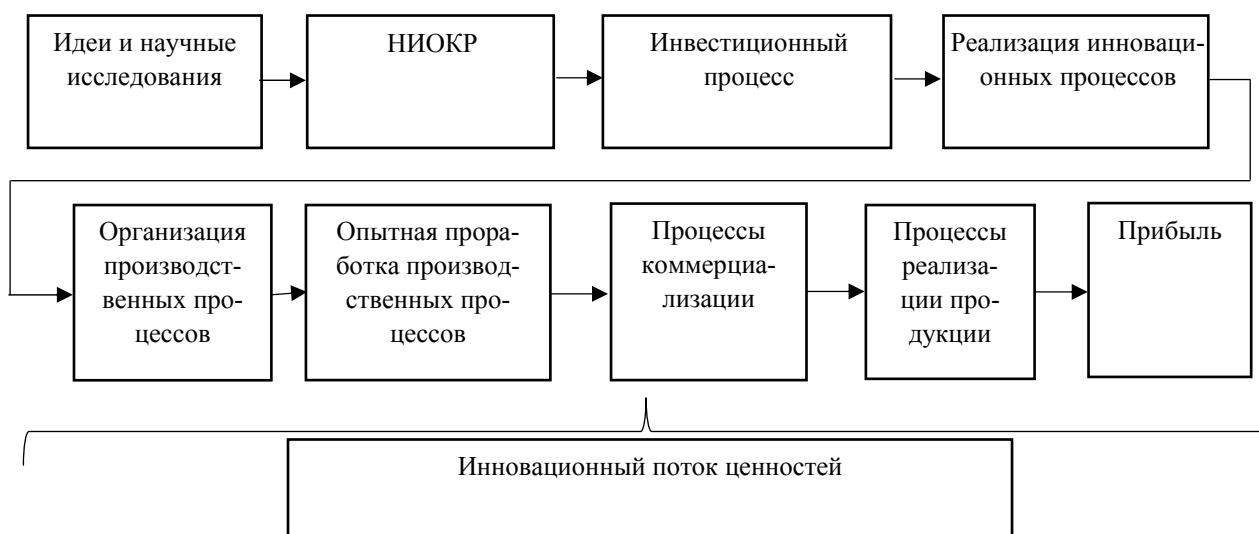 Идеи и научные
исследования
НИОКР
Инвестиционный
процесс
Реализация инноваци-
онных процессов
Организация
производст-
венных про-
цессов
Опытная прора-
ботка производ-
ственных про-
цессов
Процессы
коммерциа-
лизации
Процессы
реализа-
ции про-
дукции
Прибыль
Инновационный поток ценностей